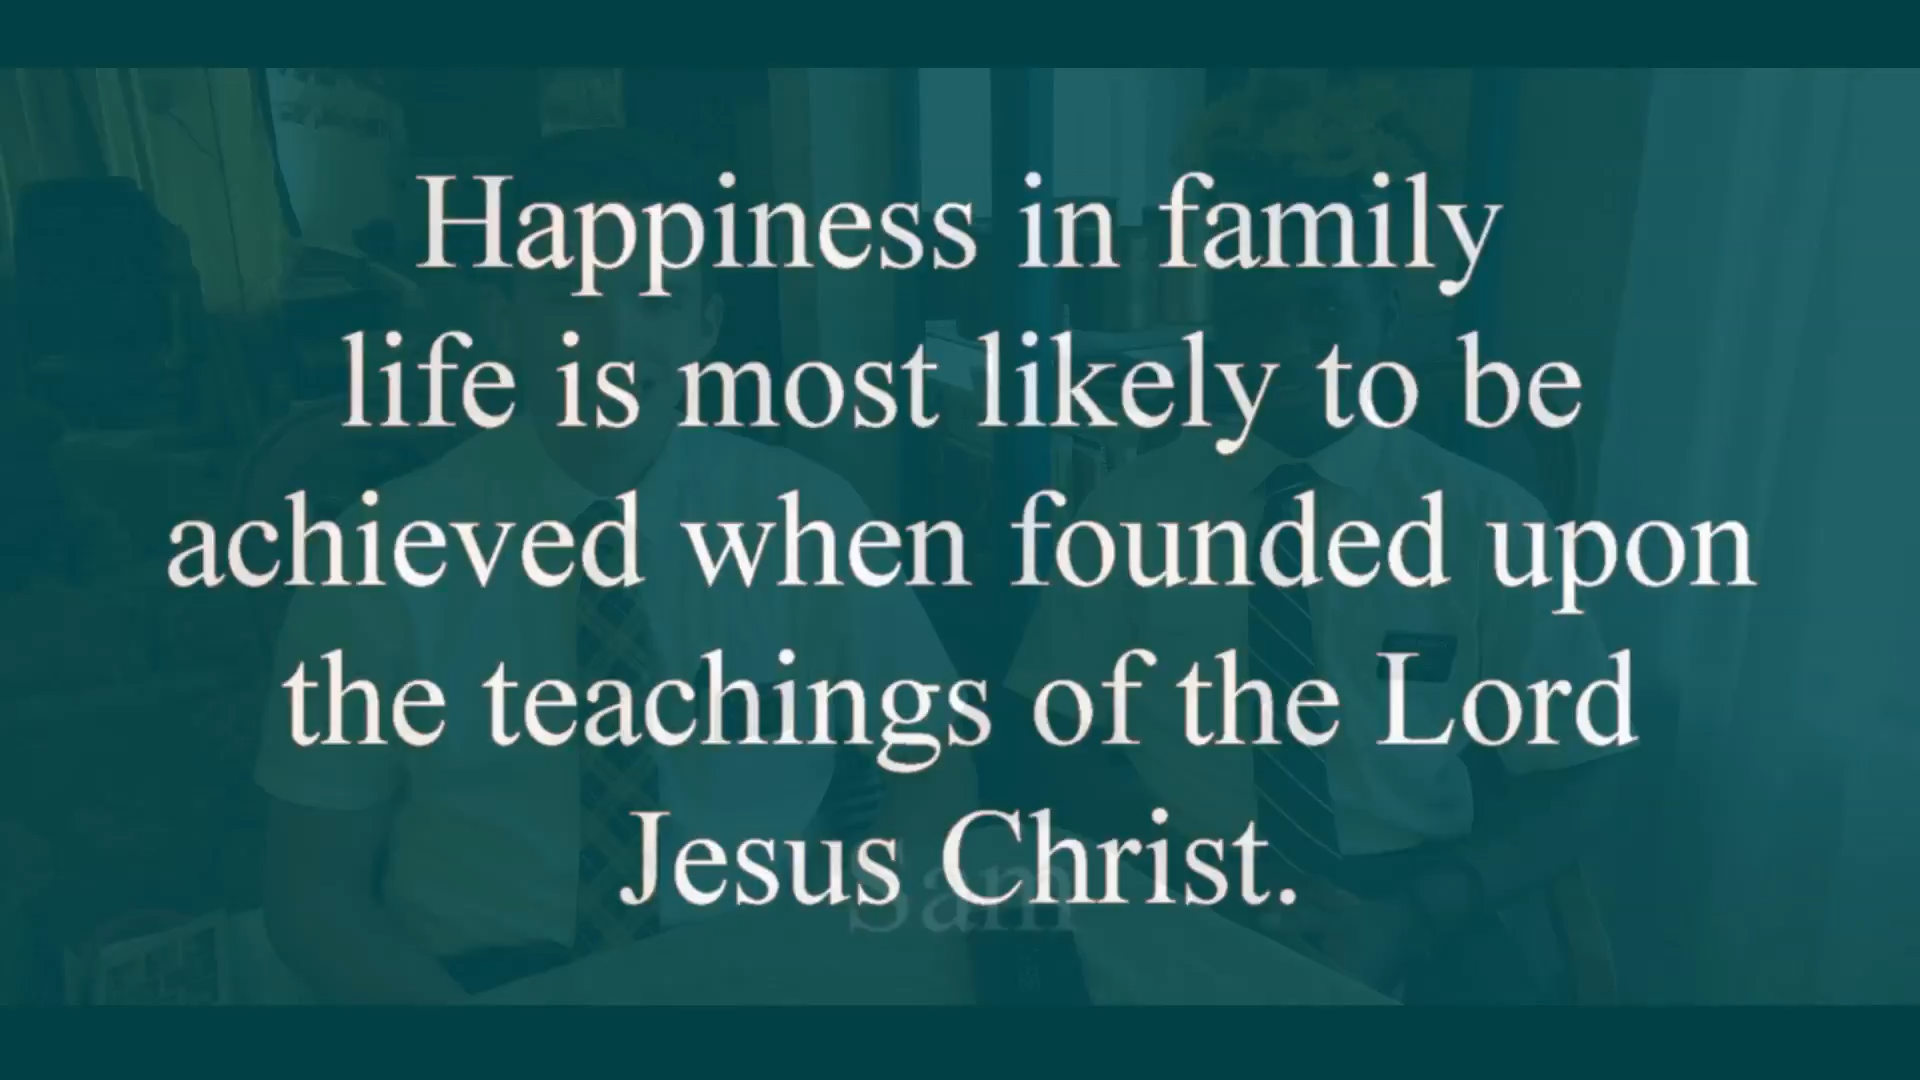 Happiness in family
life is most likely to be
achieved when founded upon
the teachings of the Lord
Jesus Christ.
Sam